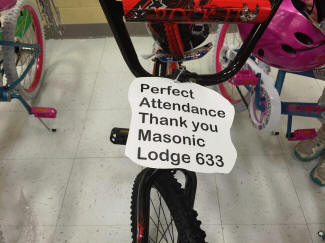 Perfect
Attendance
Thank you
Masonic
Lodge 633